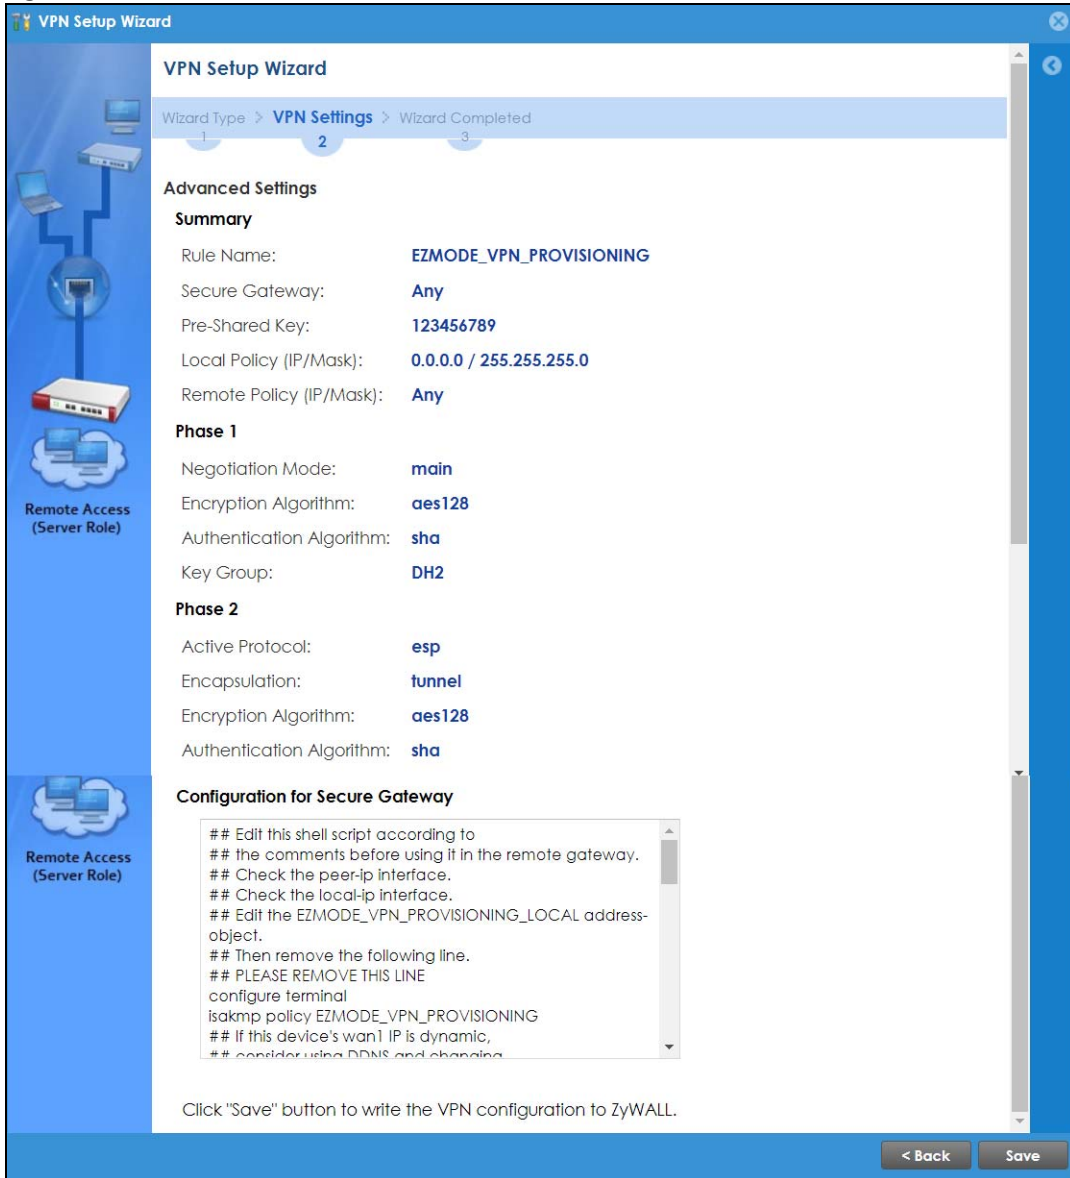 VPN Setup Wizard
VPN Setup Wizard
Wizard Type > VPN Settings > Wizard Completed
1 2 3
Advanced Settings
Summary
Rule Name: EZMODE_VPN_PROVISIONING
Secure Gateway: Any
Pre-Shared Key: 123456789
Local Policy (IP/Mask): 0.0.0.0 / 255.255.255.0
Remote Policy (IP/Mask): Any
Phase 1
Negotiation Mode: main
Encryption Algorithm: aes128
Remote Access
(Server Role)
Authentication Algorithm: sha
Key Group: DH2
Phase 2
Active Protocol: esp
Encapsulation: tunnel
Encryption Algorithm: aes128
Authentication Algorithm: sha
Configuration for Secure Gateway
## Edit this shell script according to
## the comments before using it in the remote gateway.
## Check the peer-ip interface.
## Check the local-ip interface.
## Edit the EZMODE_VPN_PROVISIONING_LOCAL address-
object.
## Then remove the following line.
## PLEASE REMOVE THIS LINE
configure terminal
isakmp policy EZMODE_VPN_PROVISIONING
## If this device's wan1 IP is dynamic,
## consider using DDNS and changing
Remote Access
(Server Role)
Click "Save" button to write the VPN configuration to ZyWALL.
< Back Save